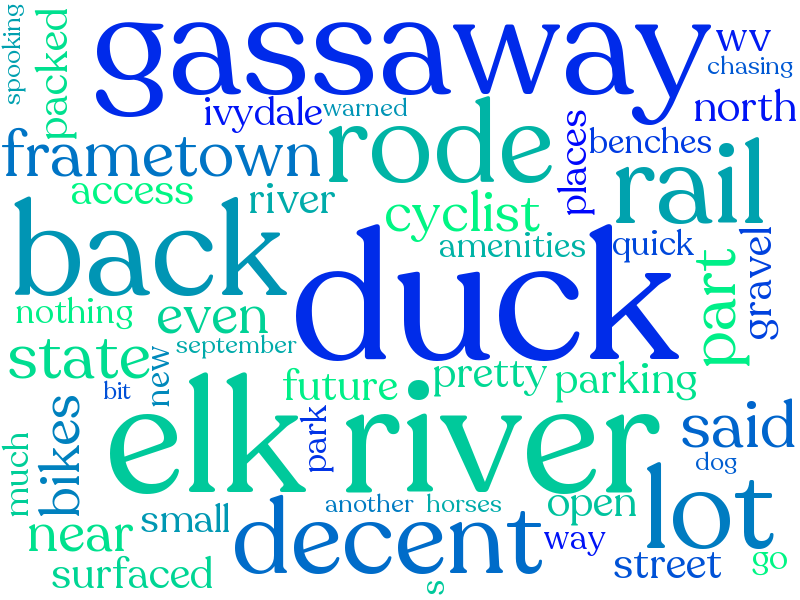 spooking
packed
gassaway
wv
chasing
ivydale
warned
north
frametown
rode
places
benches
rail
access
river
cyclist
amenities
quick
back
duck
part
gravel
nothing
even
state
september
new
bit
future
pretty
parking
elk river
park
bikes
much
said
dog
near
small
decent
another
horses
open
lot
way
street
go
surfaced
s